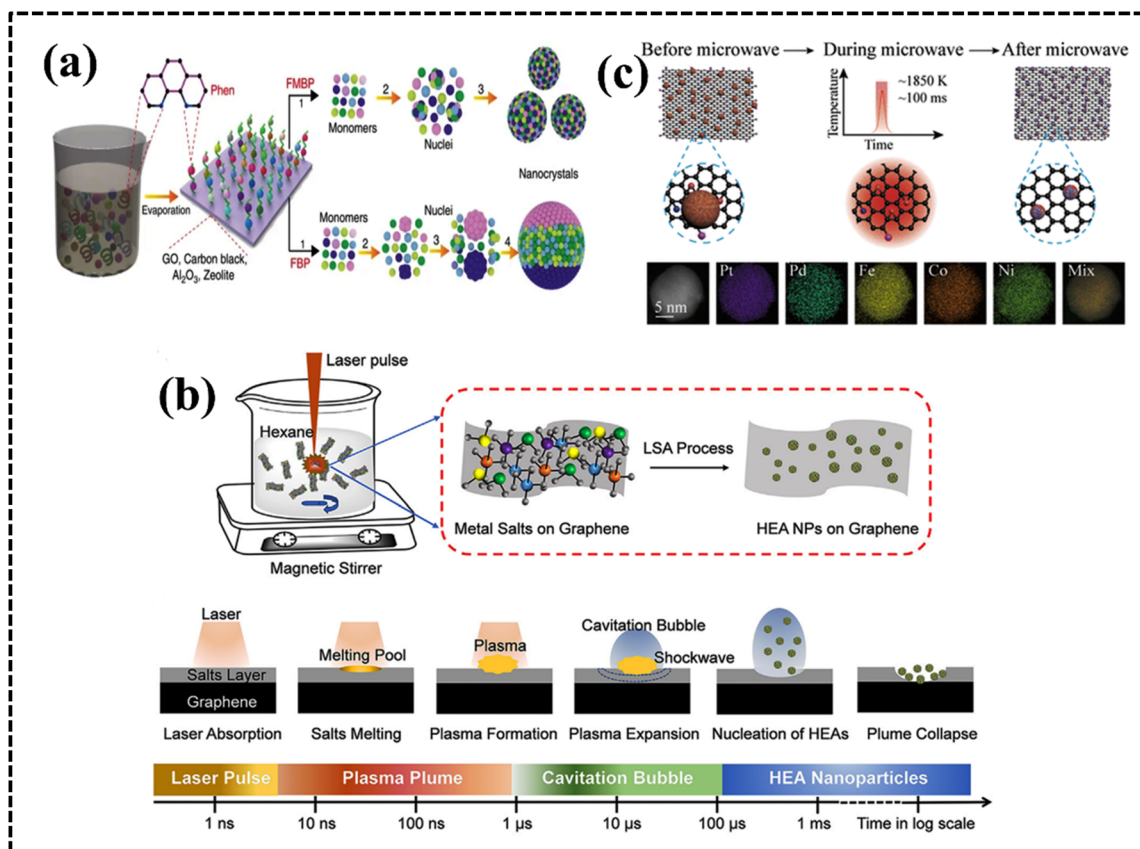 (a)
Phen
Evaporation
GO, Carbon black,
Al₂O₃, Zeolite
FMBP
1
Monomers
2
Nuclei
3
Nanocrystals
1
FBP
Monomers
2
Nuclei
3
4
(c)
Before microwave
During microwave
After microwave
Temperature
Time
~1850 K
~100 ms
5 nm
Pt
Pd
Fe
Co
Ni
Mix
(b)
Laser pulse
Hexane
Magnetic Stirrer
Metal Salts on Graphene
LSA Process
HEA NPs on Graphene
Laser
Salts Layer
Graphene
Laser Absorption
Melting Pool
Salts Melting
Plasma
Plasma Formation
Cavitation Bubble
Shockwave
Plasma Expansion
Nucleation of HEAs
Plume Collapse
Laser Pulse
Plasma Plume
Cavitation Bubble
HEA Nanoparticles
1 ns
10 ns
100 ns
1 μs
10 μs
100 μs
1 ms
Time in log scale